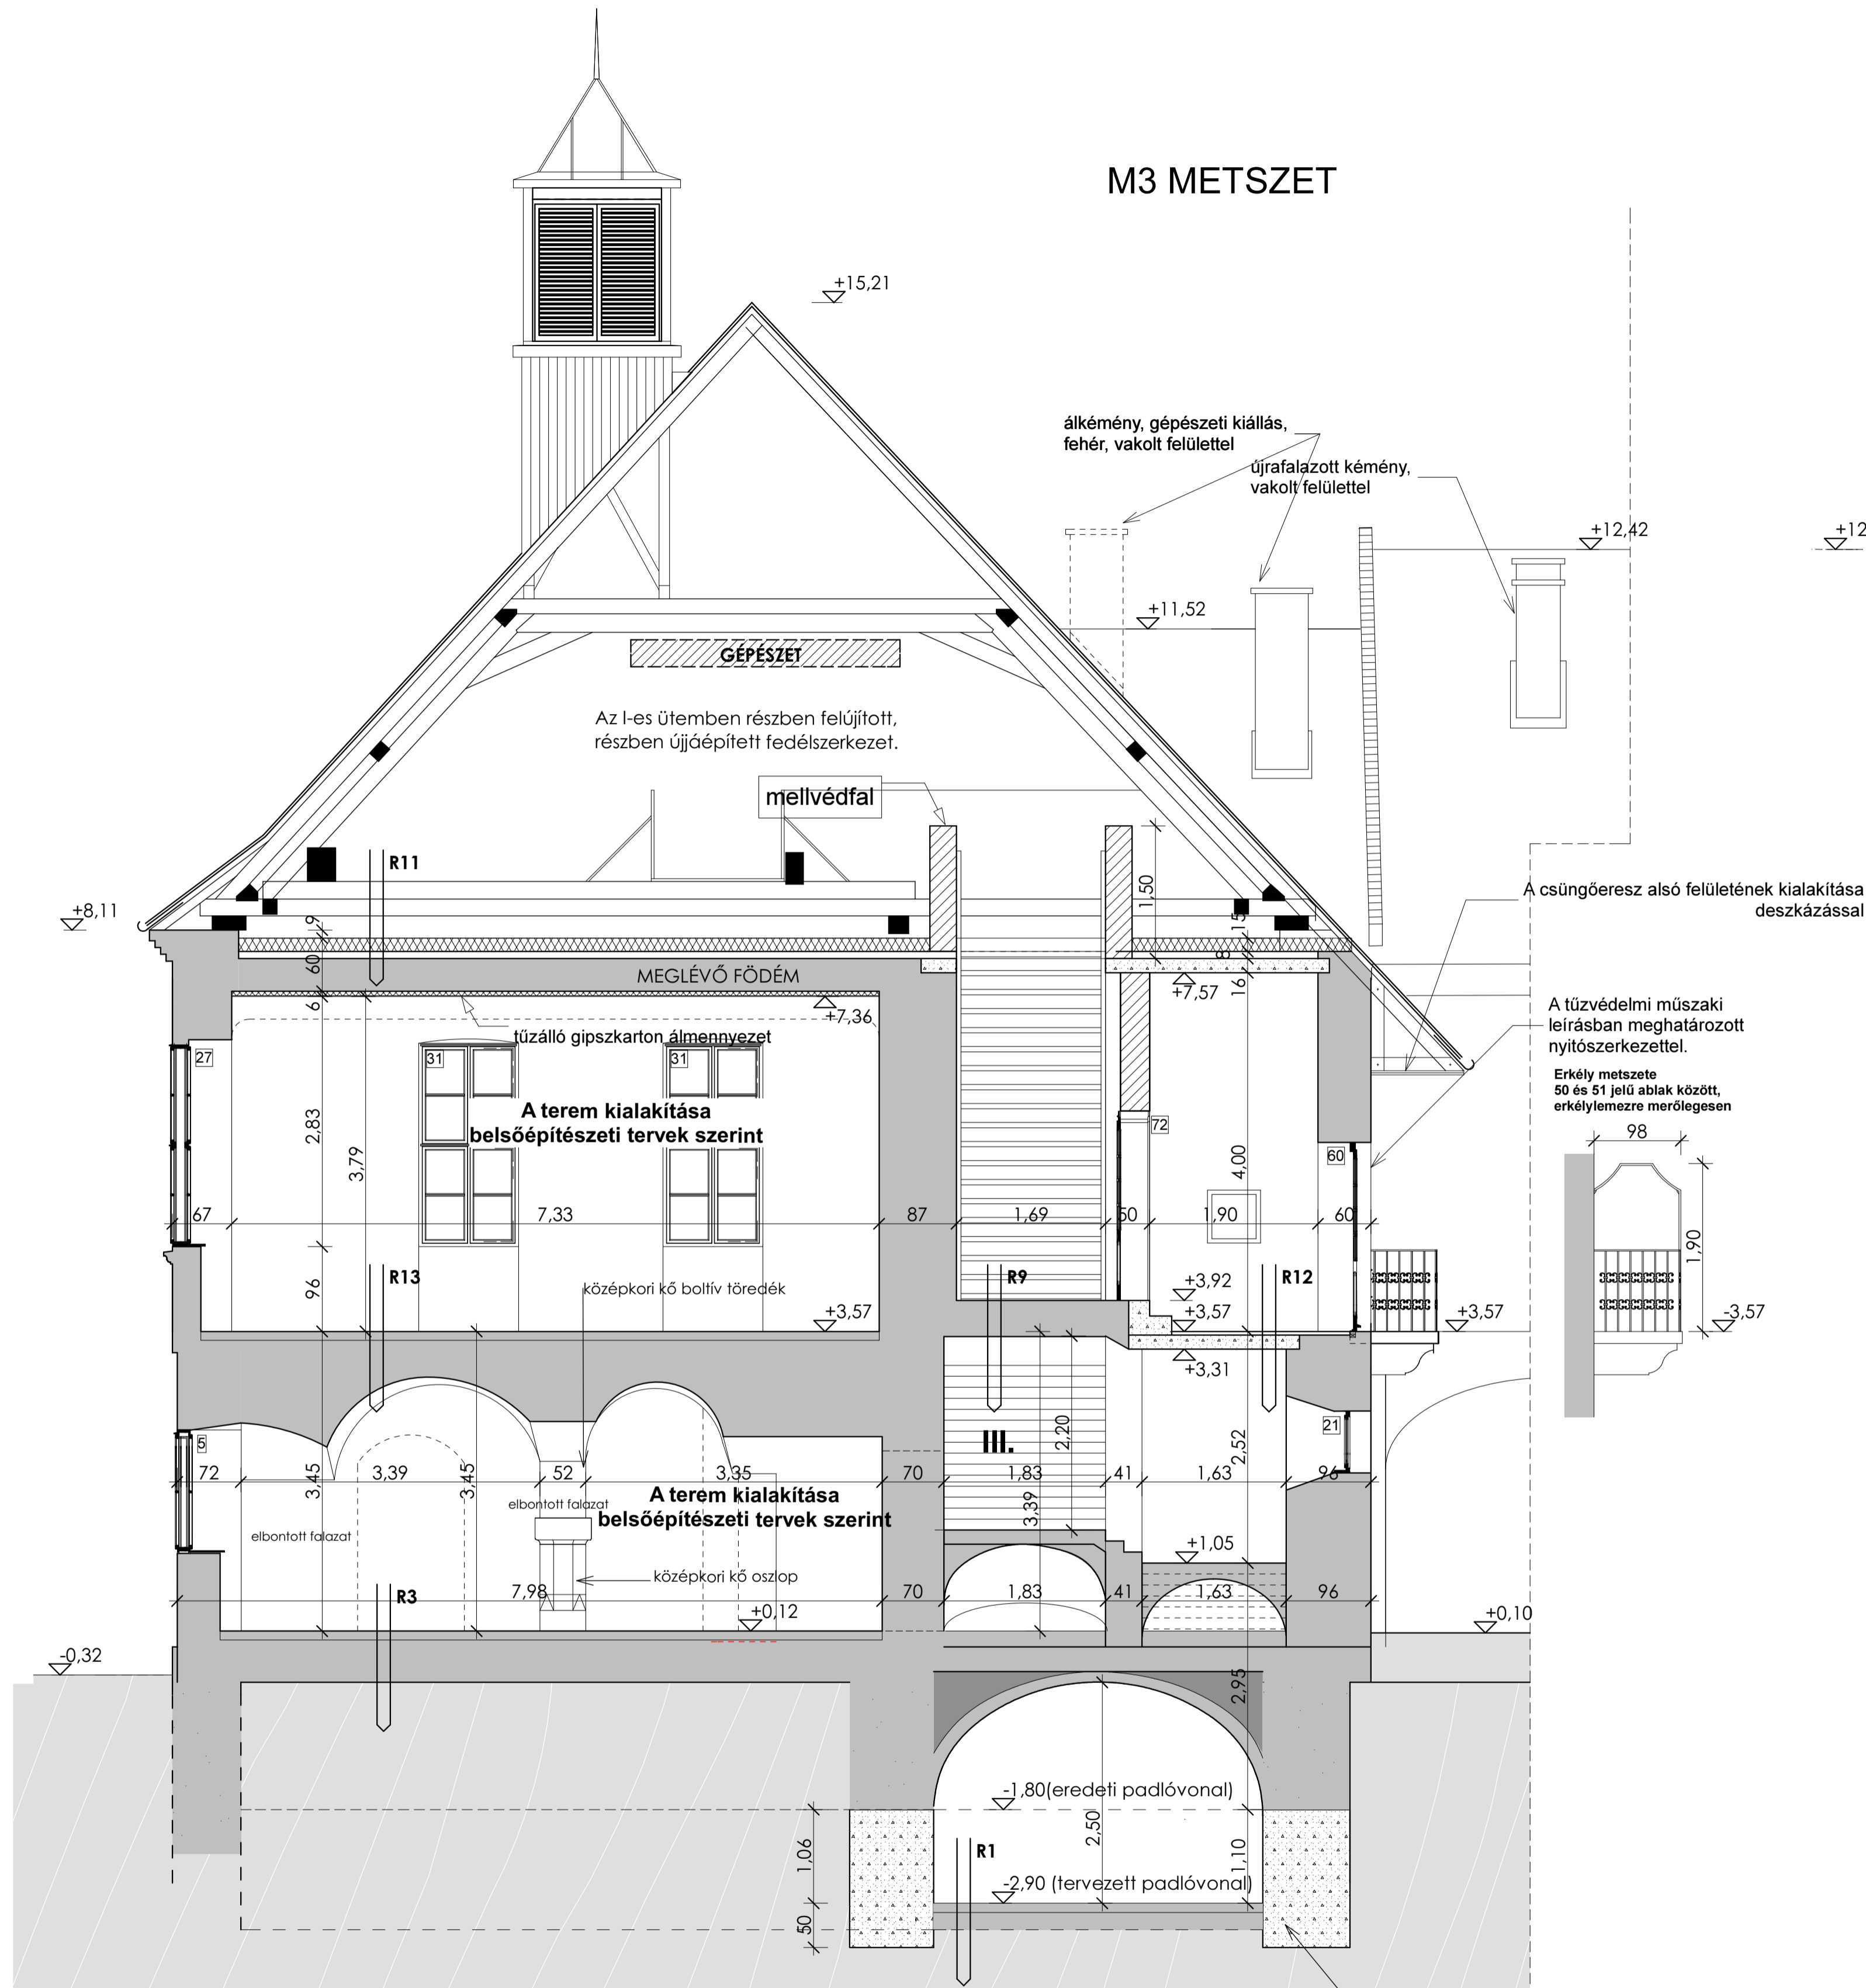 M3 METSZET
+15,21
álkémény, gépészeti kiállás,
fehér, vakolt felülettel
újrafalazott kémény,
vakolt felülettel
+12,42
+12
+11,52
GÉPÉSZET
Az I-es ütemben részben felújított,
részben újjáépített fedélszerkezet.
mellvédfal
R11
1,50
A csüngőeresz alsó felületének kialakítása
deszkázással
+8,11
9
15
60
8
MEGLÉVŐ FÖDÉM
16
+7,57
6
+7,36
A tűzvédelmi műszaki
leírásban meghatározott
nyitószerkezettel.
tűzálló gipszkarton álmennyezet
27
31
31
Erkély metszete
50 és 51 jelű ablak között,
erkélylemezre merőlegesen
A terem kialakítása
belsőépítészeti tervek szerint
2,83
3,79
72
60
4,00
98
67
7,33
87
1,69
50
1,90
60
1,90
R13
R9
R12
96
középkori kő boltív töredék
+3,92
+3,57
+3,57
+3,57
-3,57
+3,31
5
III.
2,20
21
2,52
72
3,45
3,39
3,45
52
3,35
70
1,83
41
1,63
96
A terem kialakítása
belsőépítészeti tervek szerint
elbontott falazat
3,39
elbontott falazat
+1,05
középkori kő oszlop
R3
7,98
70
1,83
41
1,63
96
+0,12
+0,10
-0,32
2,95
-1,80(eredeti padlóvonal)
2,50
1,06
1,10
R1
-2,90 (tervezett padlóvonal)
50